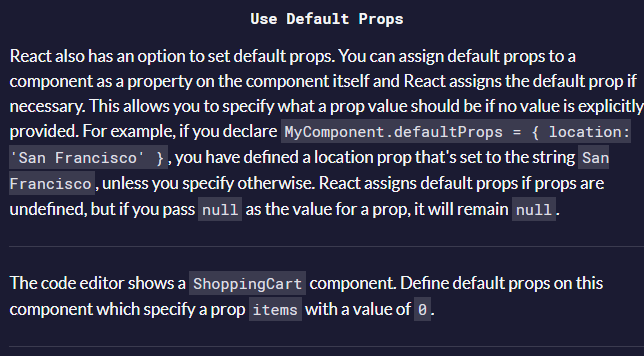 Use Default Props
React also has an option to set default props. You can assign default props to a
component as a property on the component itself and React assigns the default prop if
necessary. This allows you to specify what a prop value should be if no value is explicitly
provided. For example, if you declare MyComponent.defaultProps = { location:
'San Francisco' }, you have defined a location prop that's set to the string San
Francisco, unless you specify otherwise. React assigns default props if props are
undefined, but if you pass null as the value for a prop, it will remain null.
The code editor shows a ShoppingCart component. Define default props on this
component which specify a prop items with a value of 0.